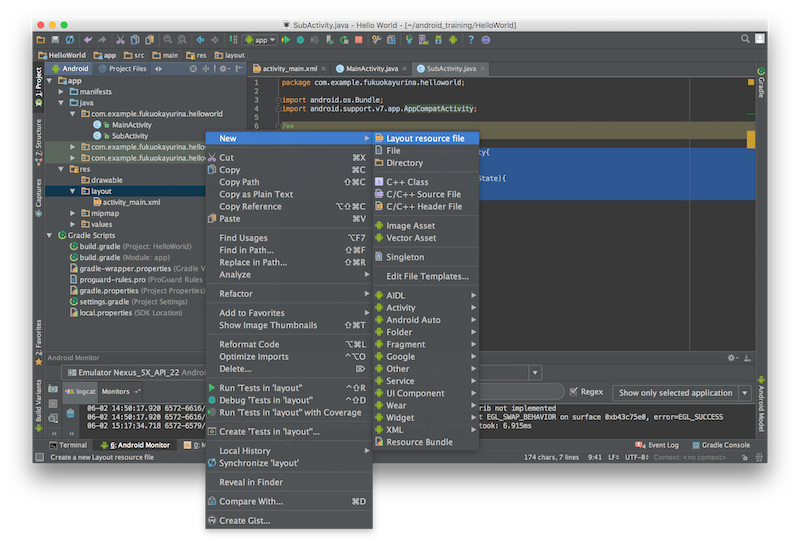 SubActivity.java - Hello World - [~/android_training/HelloWorld]
app
HelloWorld app src main res layout
Android Project Files
activity_main.xml MainActivity.java SubActivity.java
1: Project
Z: Structure
Captures
2: Favorites
Build Variants
Gradle
Android Model
app
manifests
java
com.example.fukuokayurina.helloworld
MainActivity
SubActivity
com.example.fukuokayurina.hello
com.example.fukuokayurina.hello
res
drawable
layout
activity_main.xml
mipmap
values
Gradle Scripts
build.gradle (Project: HelloWorld)
build.gradle (Module: app)
gradle-wrapper.properties (Gradle V
proguard-rules.pro (ProGuard Rules
gradle.properties (Project Properties)
settings.gradle (Project Settings)
local.properties (SDK Location)
1 package com.example.fukuokayurina.helloworld;
2
3 import android.os.Bundle;
4 import android.support.v7.app.AppCompatActivity;
5
6 /**
ty{
State){
New
Cut ⌘X
Copy ⌘C
Copy Path ⇧⌘C
Copy as Plain Text
Copy Reference ⌥⇧⌘C
Paste ⌘V
Find Usages ⌥F7
Find in Path... ⇧⌘F
Replace in Path... ⇧⌘R
Analyze
Refactor
Add to Favorites
Show Image Thumbnails ⇧⌘T
Reformat Code ⌥⌘L
Optimize Imports ⌃⌥O
Delete... ⌦
Run 'Tests in 'layout'' ⌃⇧R
Debug 'Tests in 'layout'' ⌃⇧D
Run 'Tests in 'layout'' with Coverage
Create 'Tests in 'layout''...
Local History
Synchronize 'layout'
Reveal in Finder
Compare With... ⌘D
Create Gist...
Layout resource file
File
Directory
C++ Class
C/C++ Source File
C/C++ Header File
Image Asset
Vector Asset
Singleton
Edit File Templates...
AIDL
Activity
Android Auto
Folder
Fragment
Google
Other
Service
UI Component
Wear
Widget
XML
Resource Bundle
Android Monitor
Emulator Nexus_5X_API_22 Android
logcat Monitors
Regex Show only selected application
06-02 14:50:17.920 6572-6616/ rib not implemented
06-02 14:50:17.920 6572-6616/ t EGL_SWAP_BEHAVIOR on surface 0xb43c75e0, error=EGL_SUCCESS
06-02 15:17:34.718 6572-6579/ took: 6.915ms
Terminal 6: Android Monitor 0: M Event Log Gradle Console
Create a new Layout resource file 174 chars, 7 lines 9:41 LF÷ UTF-8÷ Context: <no context>